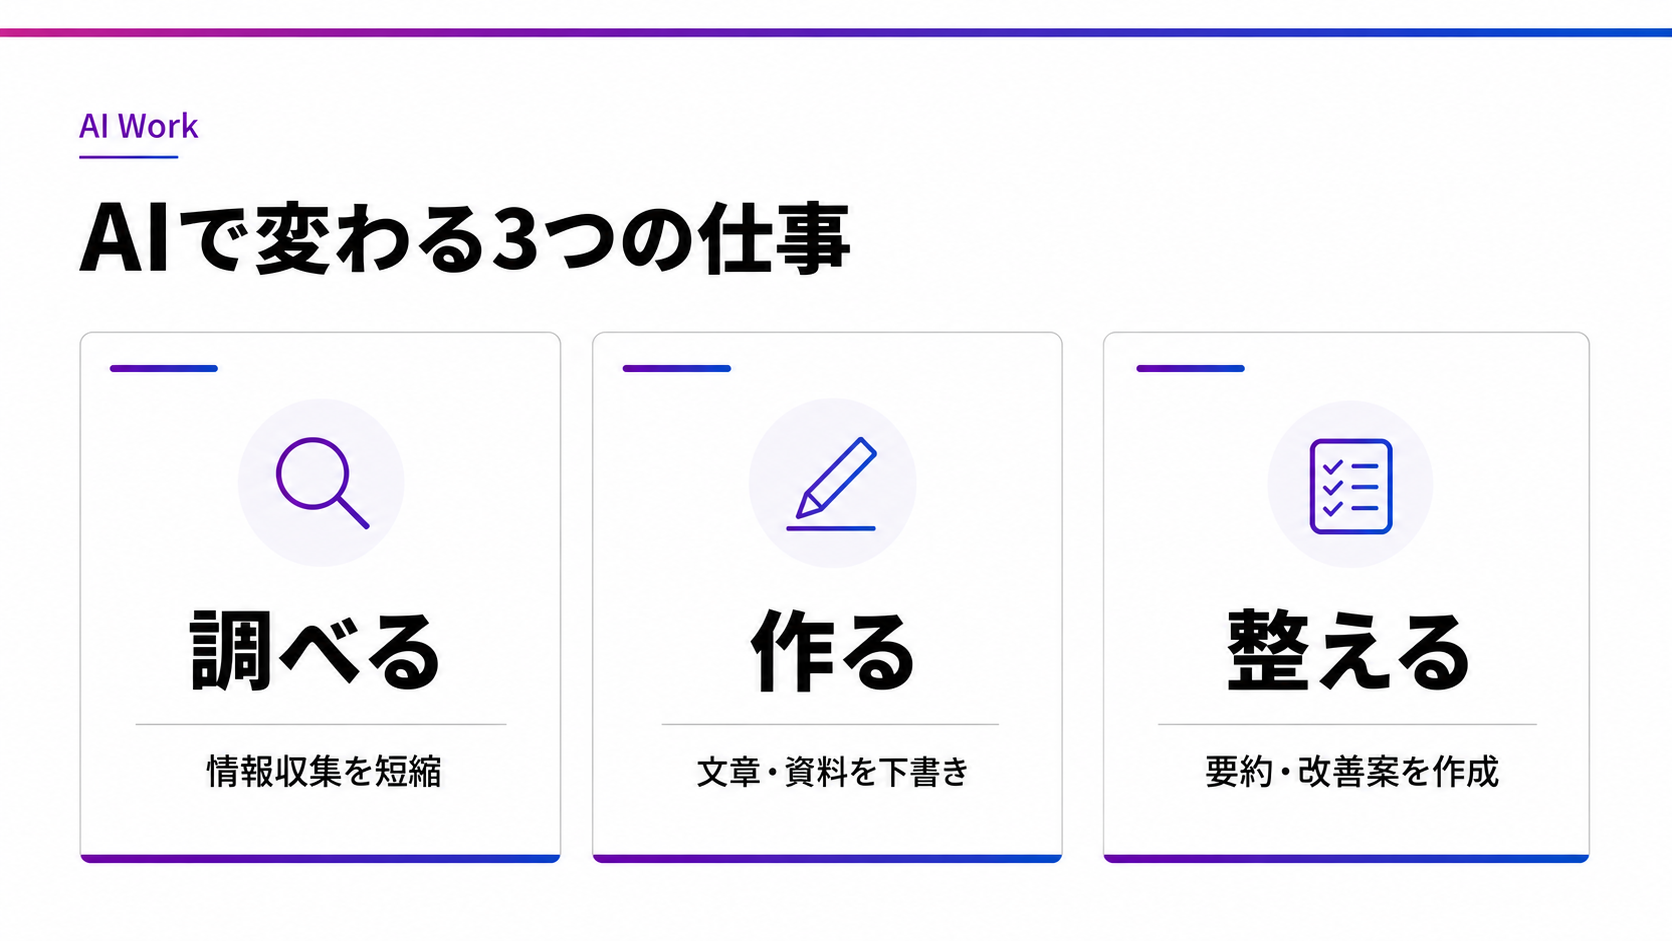 AI Work
AIで変わる3つの仕事
調べる
情報収集を短縮
作る
文章・資料を下書き
整える
要約・改善案を作成